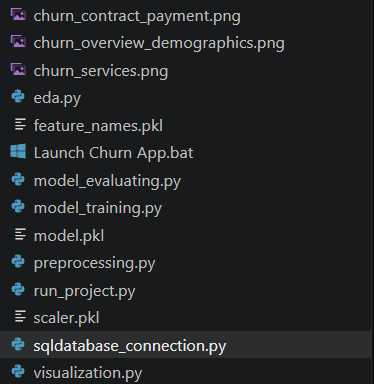 churn_contract_payment.png
churn_overview_demographics.png
churn_services.png
eda.py
feature_names.pkl
Launch Churn App.bat
model_evaluating.py
model_training.py
model.pkl
preprocessing.py
run_project.py
scaler.pkl
sqldatabase_connection.py
visualization.py